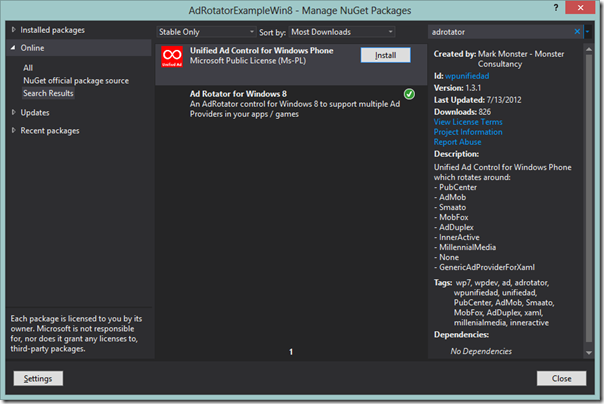 AdRotatorExampleWin8 - Manage NuGet Packages
? x
Installed packages
Online
All
NuGet official package source
Search Results
Updates
Recent packages
Each package is licensed to you by its
owner. Microsoft is not responsible
for, nor does it grant any licenses to,
third-party packages.
Settings
Stable Only
Sort by: Most Downloads
Unified Ad
Unified Ad Control for Windows Phone
Microsoft Public License (Ms-PL)
Install
Ad Rotator for Windows 8
An AdRotator control for Windows 8 to support multiple Ad
Providers in your apps / games
1
adrotator
Created by: Mark Monster - Monster
Consultancy
Id: wpunifiedad
Version: 1.3.1
Last Updated: 7/13/2012
Downloads: 826
View License Terms
Project Information
Report Abuse
Description:
Unified Ad Control for Windows Phone
which rotates around:
- PubCenter
- AdMob
- Smaato
- MobFox
- AdDuplex
- InnerActive
- MillennialMedia
- None
- GenericAdProviderForXaml
Tags: wp7, wpdev, ad, adrotator,
wpunifiedad, unifiedad,
PubCenter, AdMob, Smaato,
MobFox, AdDuplex, xaml,
millenialmedia, inneractive
Dependencies:
No Dependencies
Close